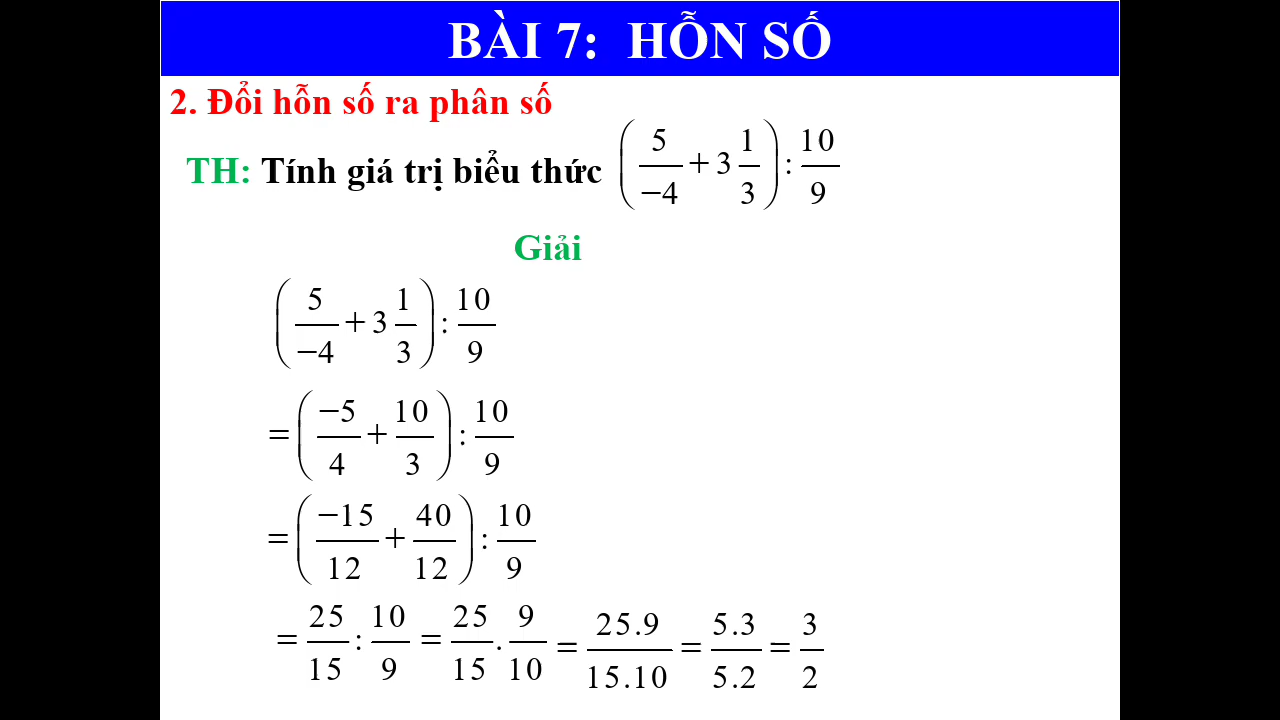 BÀI 7: HỖN SỐ
2. Đổi hỗn số ra phân số
TH: Tính giá trị biểu thức (5/−4 + 3 1/3) : 10/9
Giải
(5/−4 + 3 1/3) : 10/9
= (−5/4 + 10/3) : 10/9
= (−15/12 + 40/12) : 10/9
= 25/15 : 10/9 = 25/15 . 9/10 = 25.9/15.10 = 5.3/5.2 = 3/2